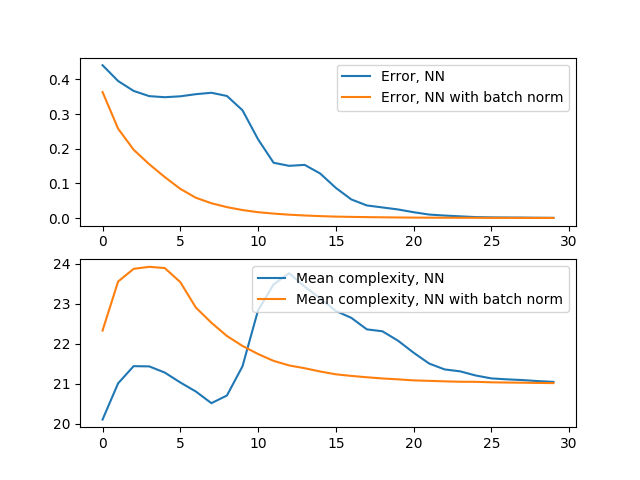 Error, NN
Error, NN with batch norm
0.4
0.3
0.2
0.1
0.0
0 5 10 15 20 25 30
Mean complexity, NN
Mean complexity, NN with batch norm
24
23
22
21
20
0 5 10 15 20 25 30